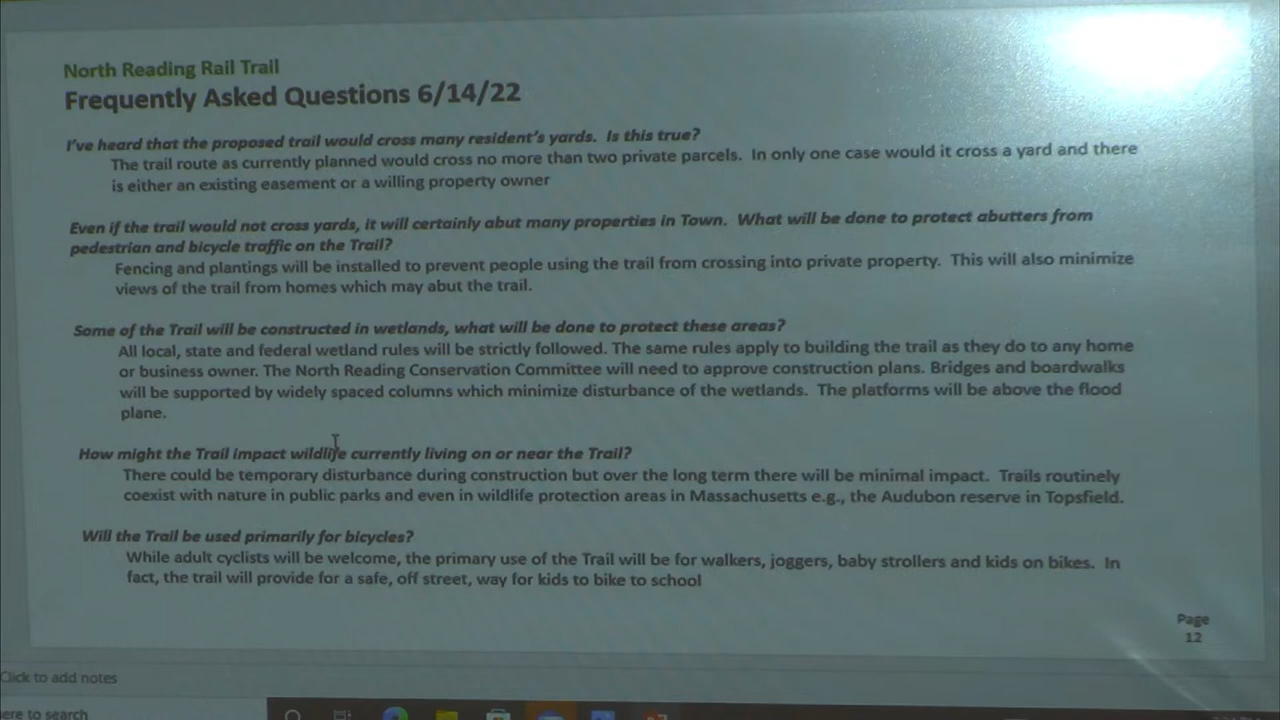 North Reading Rail Trail
Frequently Asked Questions 6/14/22
I've heard that the proposed trail would cross many resident's yards. Is this true?
The trail route as currently planned would cross no more than two private parcels. In only one case would it cross a yard and there
is either an existing easement or a willing property owner
Even if the trail would not cross yards, it will certainly abut many properties in Town. What will be done to protect abutters from
pedestrian and bicycle traffic on the Trail?
Fencing and plantings will be installed to prevent people using the trail from crossing into private property. This will also minimize
views of the trail from homes which may abut the trail.
Some of the Trail will be constructed in wetlands, what will be done to protect these areas?
All local, state and federal wetland rules will be strictly followed. The same rules apply to building the trail as they do to any home
or business owner. The North Reading Conservation Committee will need to approve construction plans. Bridges and boardwalks
will be supported by widely spaced columns which minimize disturbance of the wetlands. The platforms will be above the flood
plane.
How might the Trail impact wildlife currently living on or near the Trail?
There could be temporary disturbance during construction but over the long term there will be minimal impact. Trails routinely
coexist with nature in public parks and even in wildlife protection areas in Massachusetts e.g., the Audubon reserve in Topsfield.
Will the Trail be used primarily for bicycles?
While adult cyclists will be welcome, the primary use of the Trail will be for walkers, joggers, baby strollers and kids on bikes. In
fact, the trail will provide for a safe, off street, way for kids to bike to school
Page
12
Click to add notes
ere to search